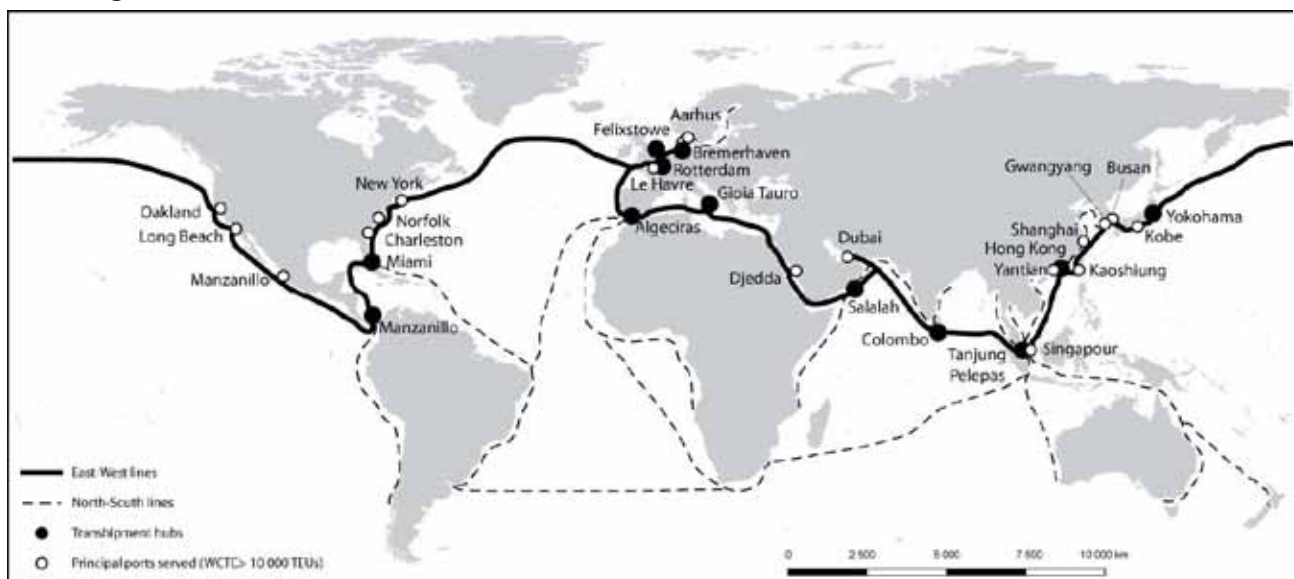 Aarhus
Felixstowe
Bremerhaven
Rotterdam
Le Havre
Gioia Tauro
Algeciras
New York
Norfolk
Charleston
Miami
Oakland
Long Beach
Manzanillo
Manzanillo
Gwangyang
Busan
Shanghai
Hong Kong
Yantian
Yokohama
Kobe
Kaoshiung
Dubai
Djedda
Salalah
Colombo
Tanjung
Pelepas
Singapour
East West lines
North-South lines
Transhipment hubs
Principal ports served (WCTC> 10 000 TEUs)
0 2 500 5 000 7 500 10 000 km